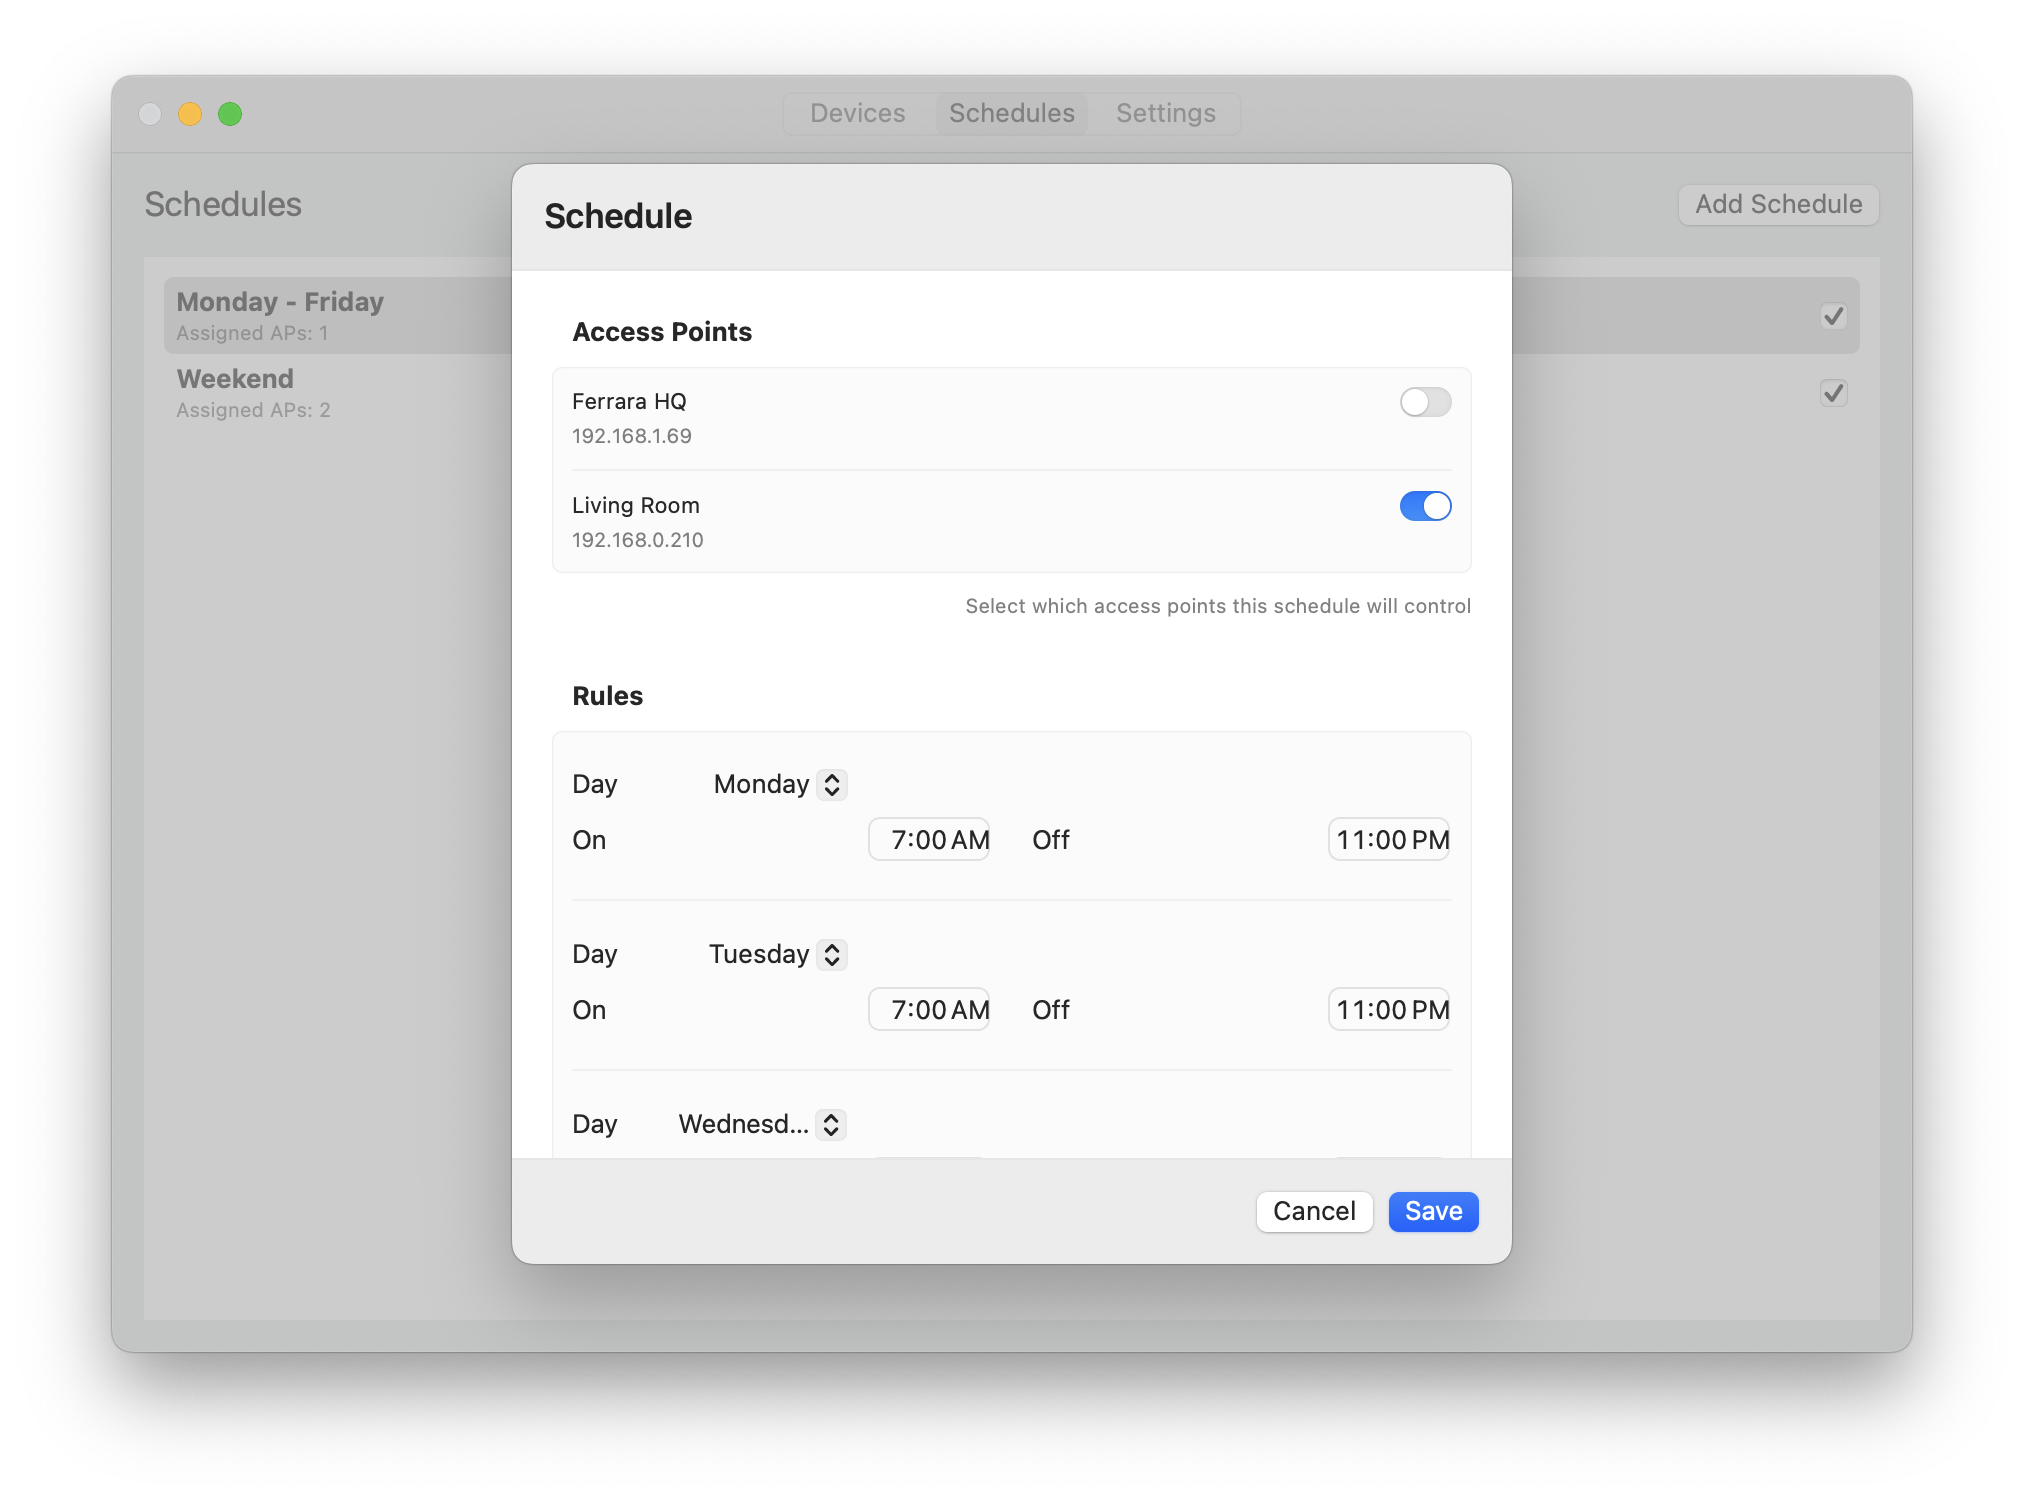 Devices Schedules Settings
Schedules
Add Schedule
Monday - Friday
Assigned APs: 1
Weekend
Assigned APs: 2
Schedule
Access Points
Ferrara HQ
192.168.1.69
Living Room
192.168.0.210
Select which access points this schedule will control
Rules
Day Monday
On 7:00 AM Off 11:00 PM
Day Tuesday
On 7:00 AM Off 11:00 PM
Day Wednesd...
Cancel Save